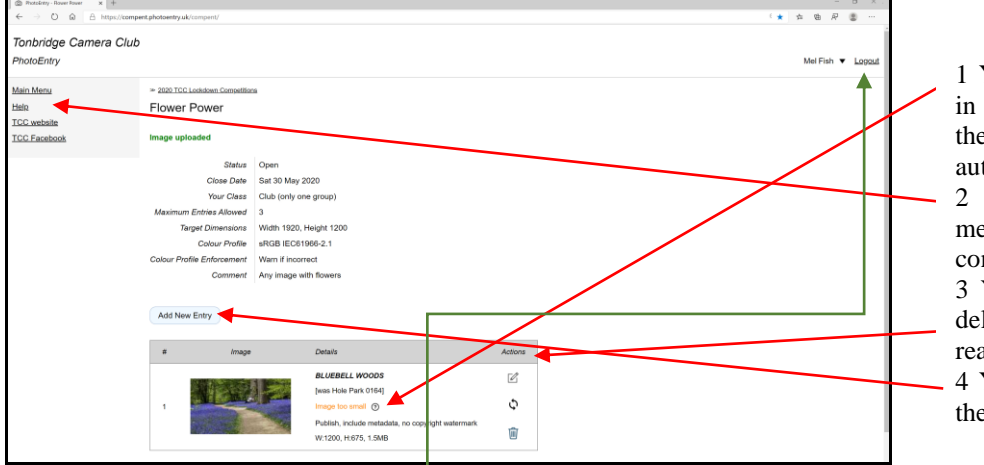 PhotoEntry - Flower Power
https://compent.photoentry.uk/compent/
Tonbridge Camera Club
PhotoEntry
Mel Fish ▼ Logout
Main Menu
Help
TCC website
TCC Facebook
2020 TCC Lockdown Competitions
Flower Power
Image uploaded
Status Open
Close Date Sat 30 May 2020
Your Class Club (only one group)
Maximum Entries Allowed 3
Target Dimensions Width 1920, Height 1200
Colour Profile sRGB IEC61966-2.1
Colour Profile Enforcement Warn if incorrect
Comment Any image with flowers
Add New Entry
# Image Details Actions
1
BLUEBELL WOODS
[was Hole Park 0164]
Image too small ?
Publish, include metadata, no copyright watermark
W:1200, H:675, 1.5MB
1 Y
in
the
aut
2
me
con
3 Y
del
rea
4 Y
the